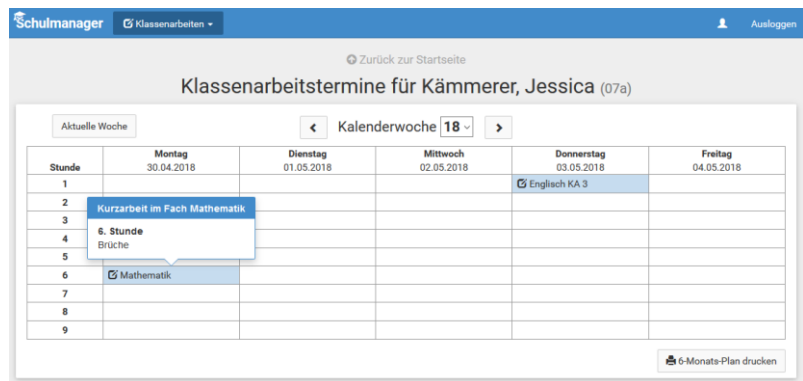 Schulmanager Klassenarbeiten Ausloggen
Zurück zur Startseite
Klassenarbeitstermine für Kämmerer, Jessica (07a)
Aktuelle Woche Kalenderwoche 18
Stunde Montag 30.04.2018 Dienstag 01.05.2018 Mittwoch 02.05.2018 Donnerstag 03.05.2018 Freitag 04.05.2018
1 Englisch KA 3
2
Kurzarbeit im Fach Mathematik
3
6. Stunde
4
Brüche
5
6 Mathematik
7
8
9
6-Monats-Plan drucken